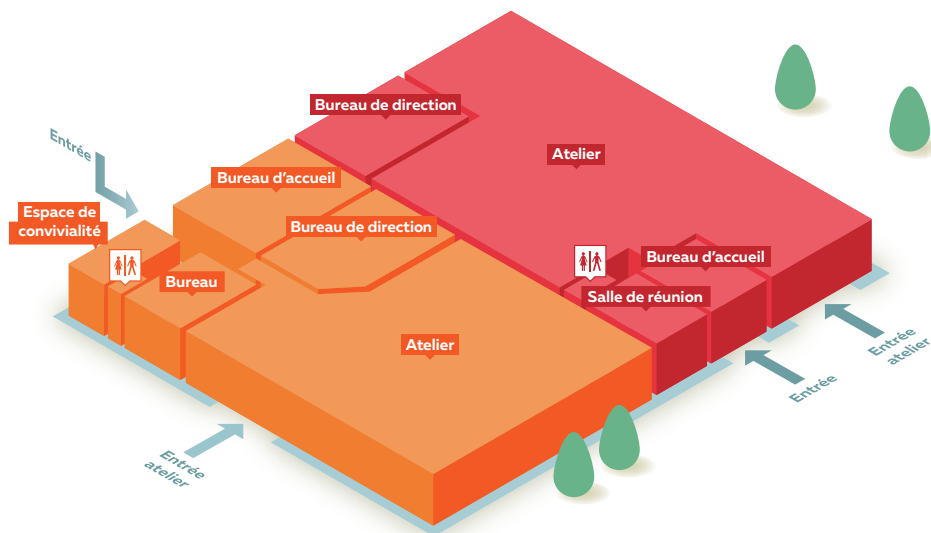 Bureau de direction
Entrée
Atelier
Bureau d'accueil
Espace de
convivialité
Bureau de direction
Bureau d'accueil
Bureau
Salle de réunion
Atelier
Entrée
atelier
Entrée
Entrée
atelier